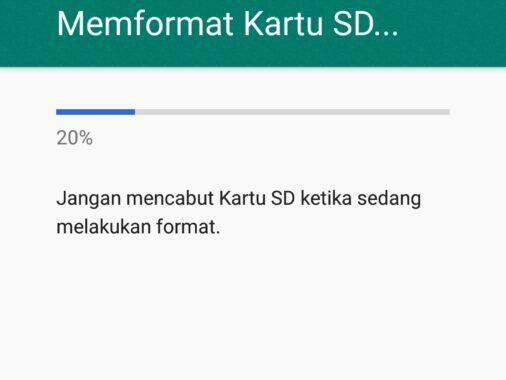 Memformat Kartu SD...
20%
Jangan mencabut Kartu SD ketika sedang
melakukan format.